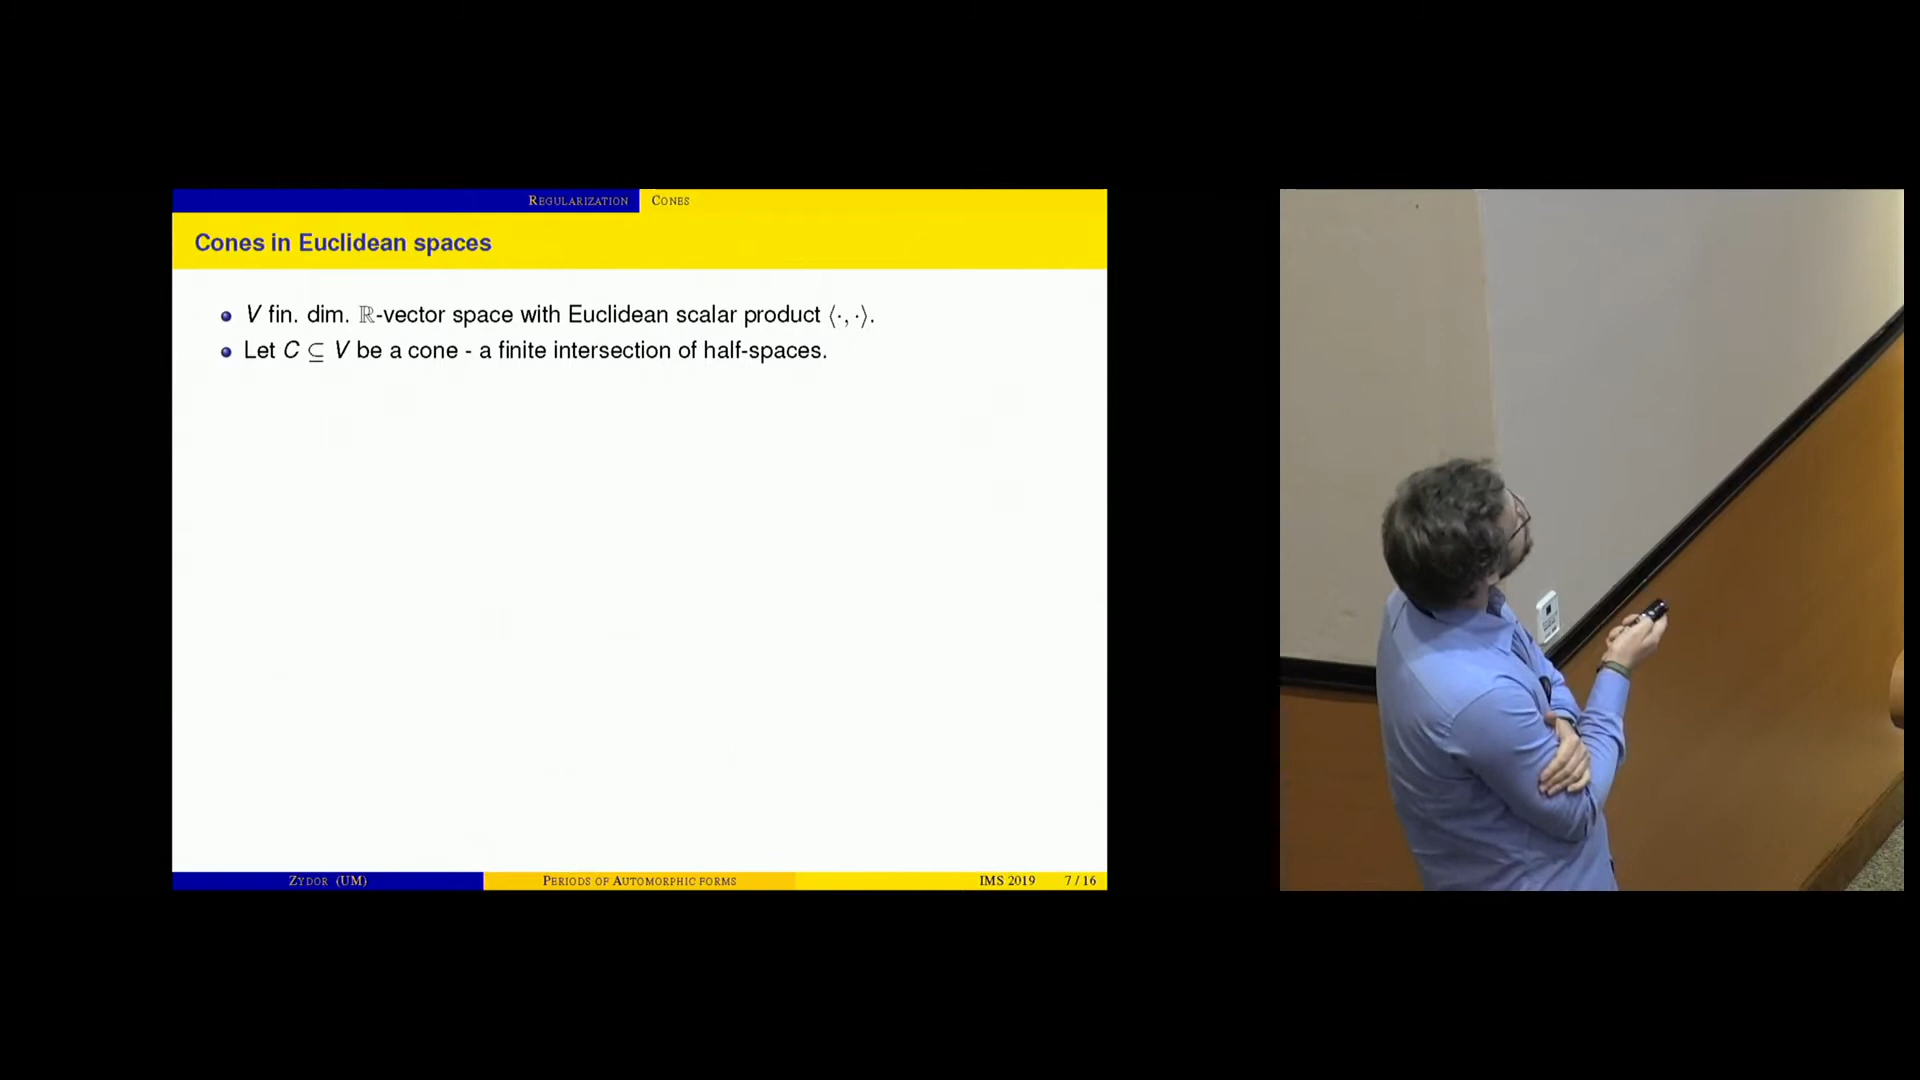 REGULARIZATION CONES
Cones in Euclidean spaces
V fin. dim. ℝ-vector space with Euclidean scalar product ⟨·, ·⟩.
Let C ⊆ V be a cone - a finite intersection of half-spaces.
ZYDOR (UM) PERIODS OF AUTOMORPHIC FORMS IMS 2019 7 / 16